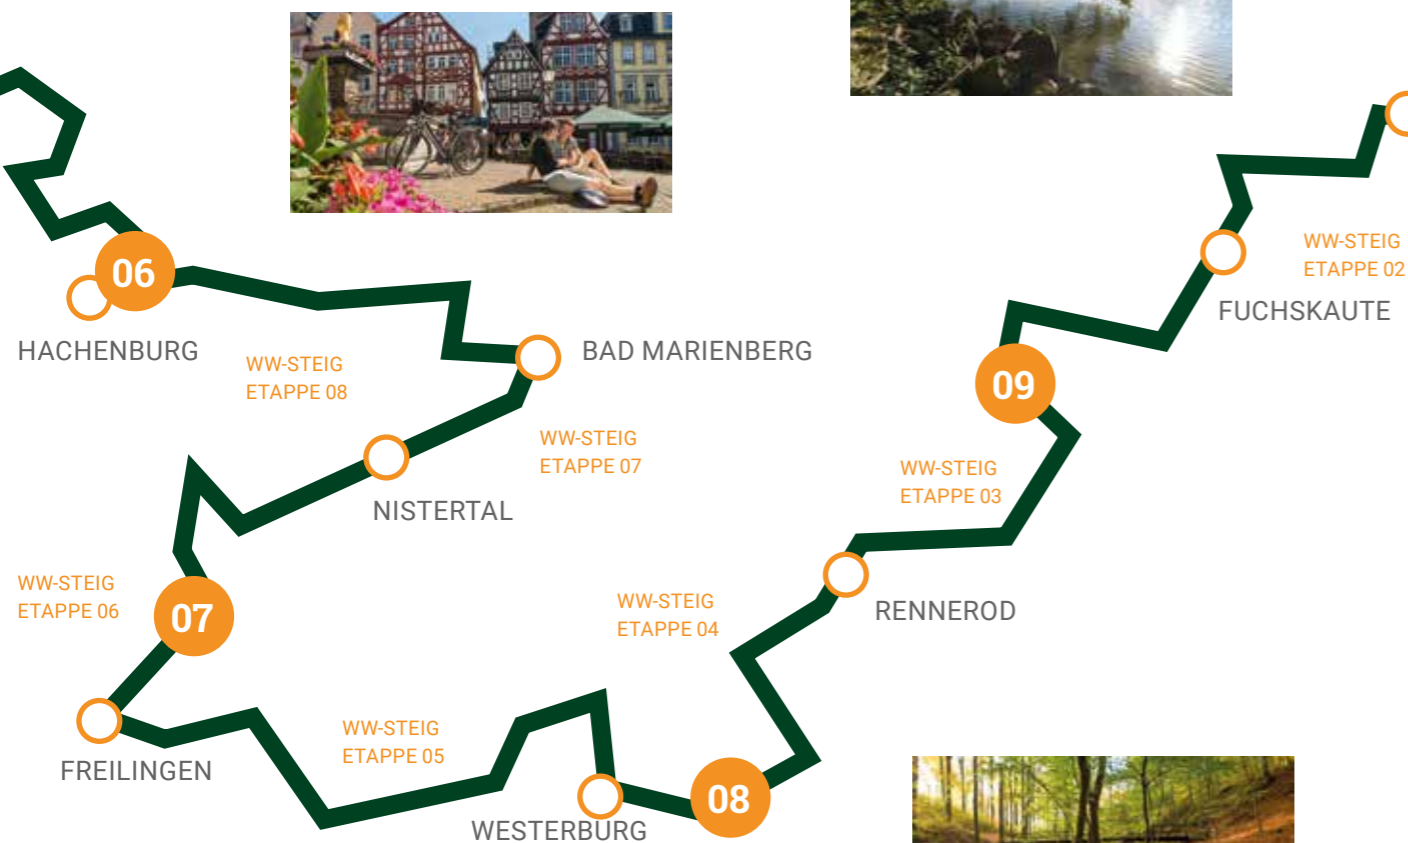 WW-STEIG
ETAPPE 02
06
FUCHSKAUTE
HACHENBURG
BAD MARIENBERG
WW-STEIG
ETAPPE 08
09
WW-STEIG
ETAPPE 07
WW-STEIG
ETAPPE 03
NISTERTAL
WW-STEIG
ETAPPE 06
07
WW-STEIG
ETAPPE 04
RENNEROD
WW-STEIG
ETAPPE 05
FREILINGEN
08
WESTERBURG